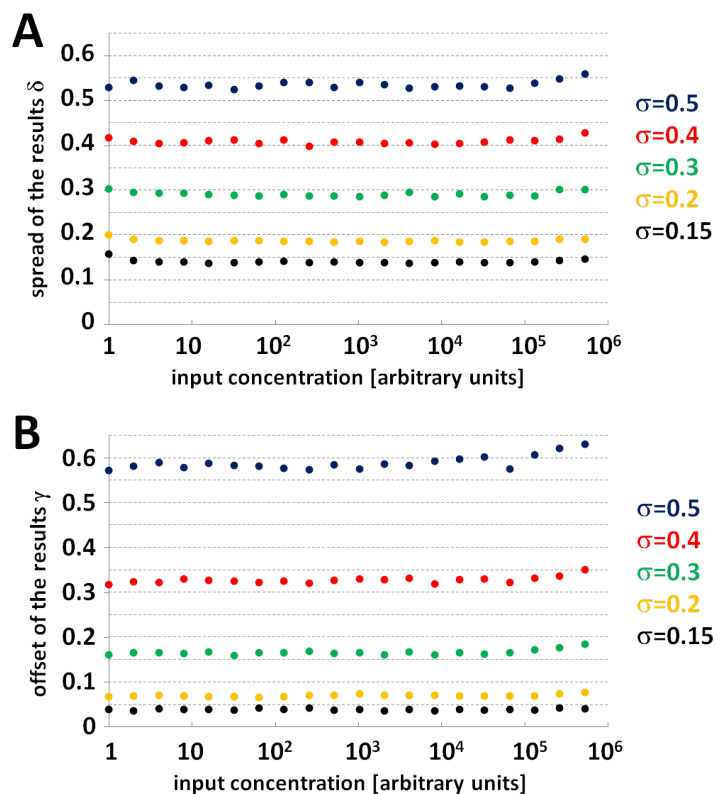 A
spread of the results δ
0.6
0.5
0.4
0.3
0.2
0.1
0
1 10 10² 10³ 10⁴ 10⁵ 10⁶
input concentration [arbitrary units]
σ=0.5
σ=0.4
σ=0.3
σ=0.2
σ=0.15
B
offset of the results γ
0.6
0.5
0.4
0.3
0.2
0.1
0
1 10 10² 10³ 10⁴ 10⁵ 10⁶
input concentration [arbitrary units]
σ=0.5
σ=0.4
σ=0.3
σ=0.2
σ=0.15